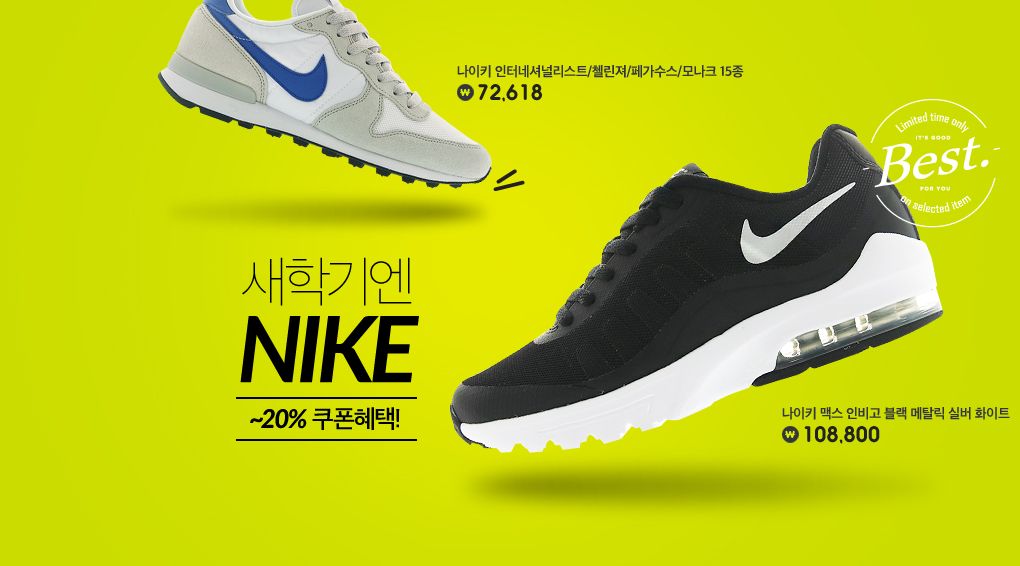 나이키 인터네셔널리스트/첼린져/페가수스/모나크 15종
₩ 72,618
Limited time only
IT'S GOOD
Best.
FOR YOU
on selected item
새학기엔
NIKE
~20% 쿠폰혜택!
나이키 맥스 인비고 블랙 메탈릭 실버 화이트
₩ 108,800